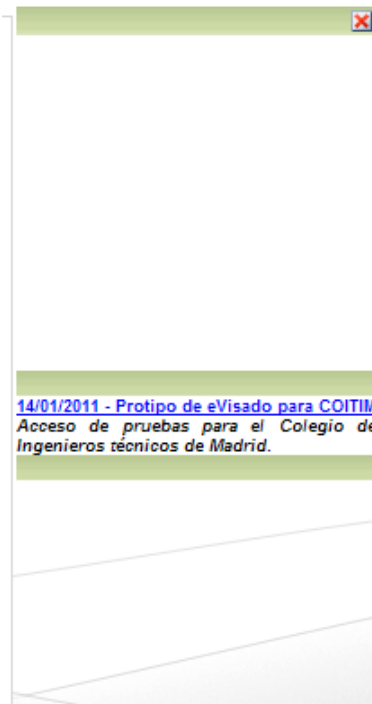 14/01/2011 - Protipo de eVisado para COITIM
Acceso de pruebas para el Colegio de
Ingenieros técnicos de Madrid.